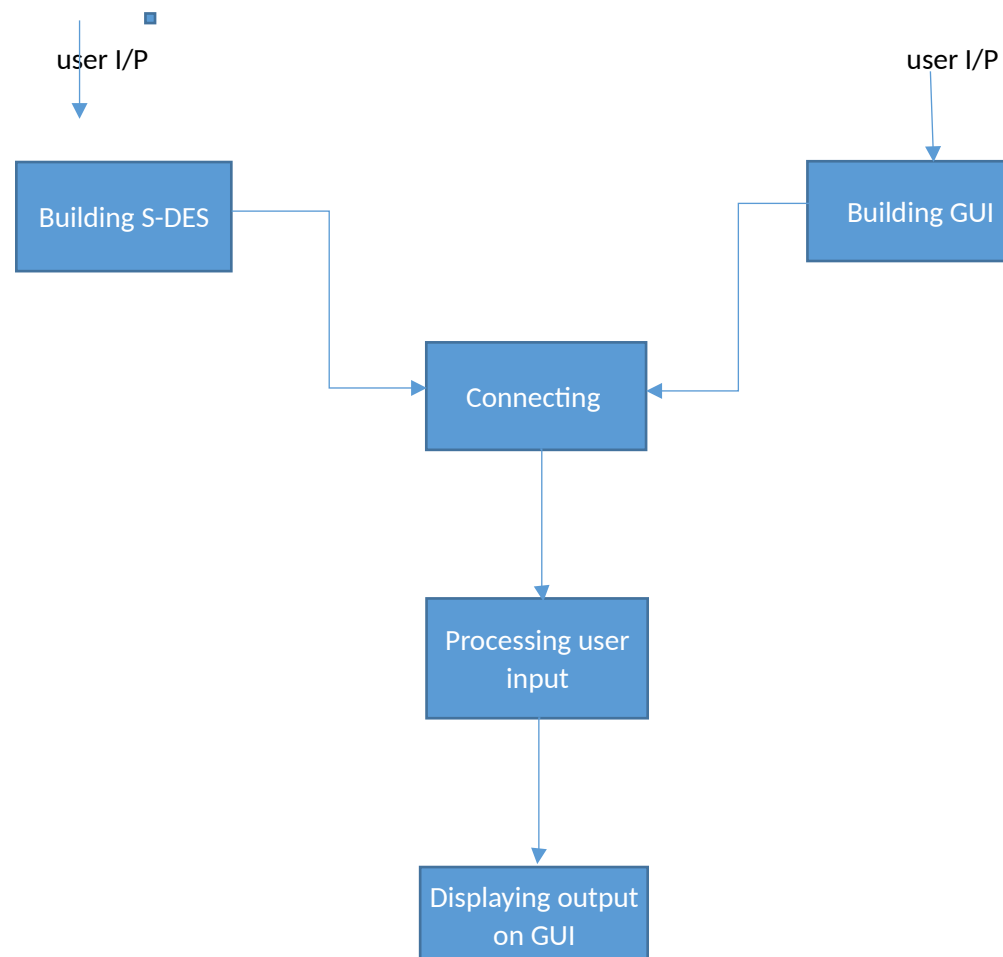 user I/P
user I/P
Building S-DES
Building GUI
Connecting
Processing user
input
Displaying output
on GUI